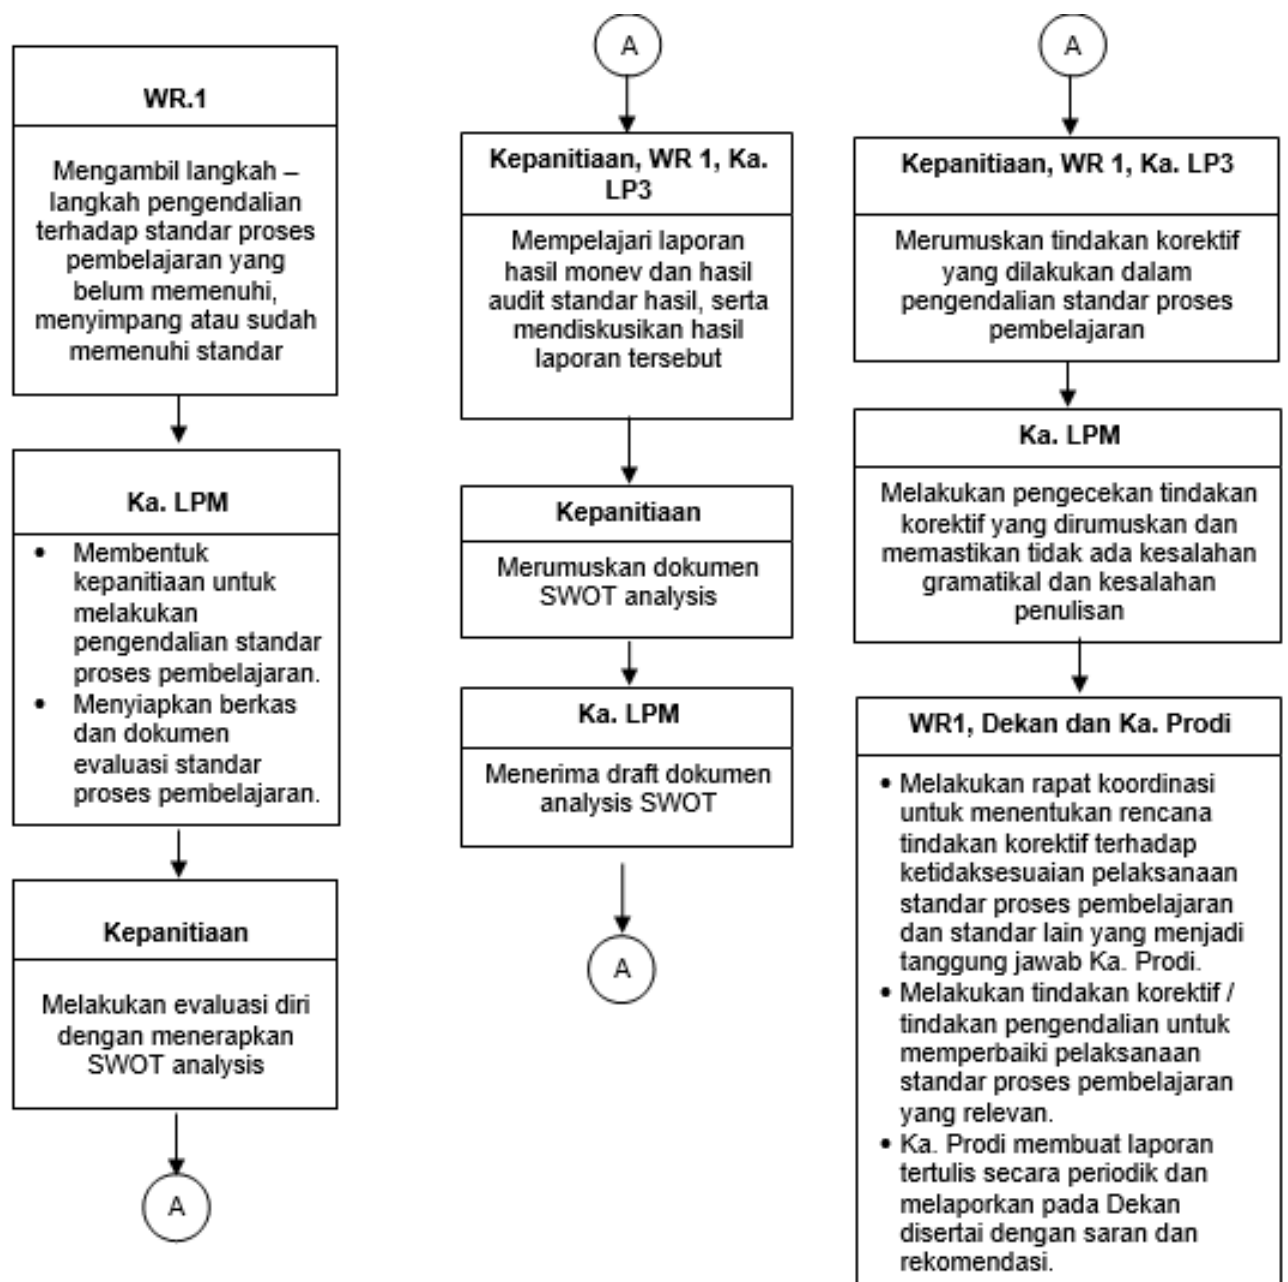 WR.1
Mengambil langkah –
langkah pengendalian
terhadap standar proses
pembelajaran yang
belum memenuhi,
menyimpang atau sudah
memenuhi standar
Ka. LPM
• Membentuk
kepanitiaan untuk
melakukan
pengendalian standar
proses pembelajaran.
• Menyiapkan berkas
dan dokumen
evaluasi standar
proses pembelajaran.
Kepanitiaan
Melakukan evaluasi diri
dengan menerapkan
SWOT analysis
A
A
Kepanitiaan, WR 1, Ka.
LP3
Mempelajari laporan
hasil monev dan hasil
audit standar hasil, serta
mendiskusikan hasil
laporan tersebut
Kepanitiaan
Merumuskan dokumen
SWOT analysis
Ka. LPM
Menerima draft dokumen
analysis SWOT
A
A
Kepanitiaan, WR 1, Ka. LP3
Merumuskan tindakan korektif
yang dilakukan dalam
pengendalian standar proses
pembelajaran
Ka. LPM
Melakukan pengecekan tindakan
korektif yang dirumuskan dan
memastikan tidak ada kesalahan
gramatikal dan kesalahan
penulisan
WR1, Dekan dan Ka. Prodi
• Melakukan rapat koordinasi
untuk menentukan rencana
tindakan korektif terhadap
ketidaksesuaian pelaksanaan
standar proses pembelajaran
dan standar lain yang menjadi
tanggung jawab Ka. Prodi.
• Melakukan tindakan korektif /
tindakan pengendalian untuk
memperbaiki pelaksanaan
standar proses pembelajaran
yang relevan.
• Ka. Prodi membuat laporan
tertulis secara periodik dan
melaporkan pada Dekan
disertai dengan saran dan
rekomendasi.